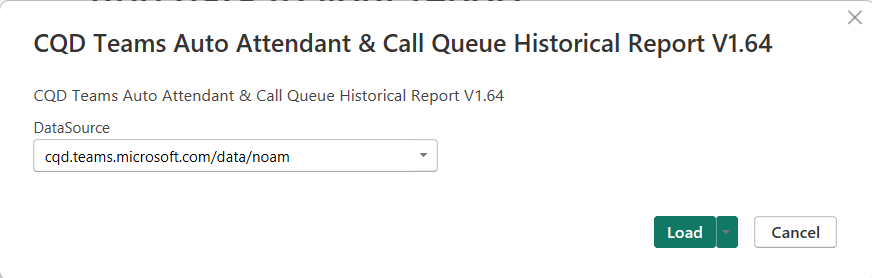 CQD Teams Auto Attendant & Call Queue Historical Report V1.64
CQD Teams Auto Attendant & Call Queue Historical Report V1.64
DataSource
cqd.teams.microsoft.com/data/noam
Load
Cancel